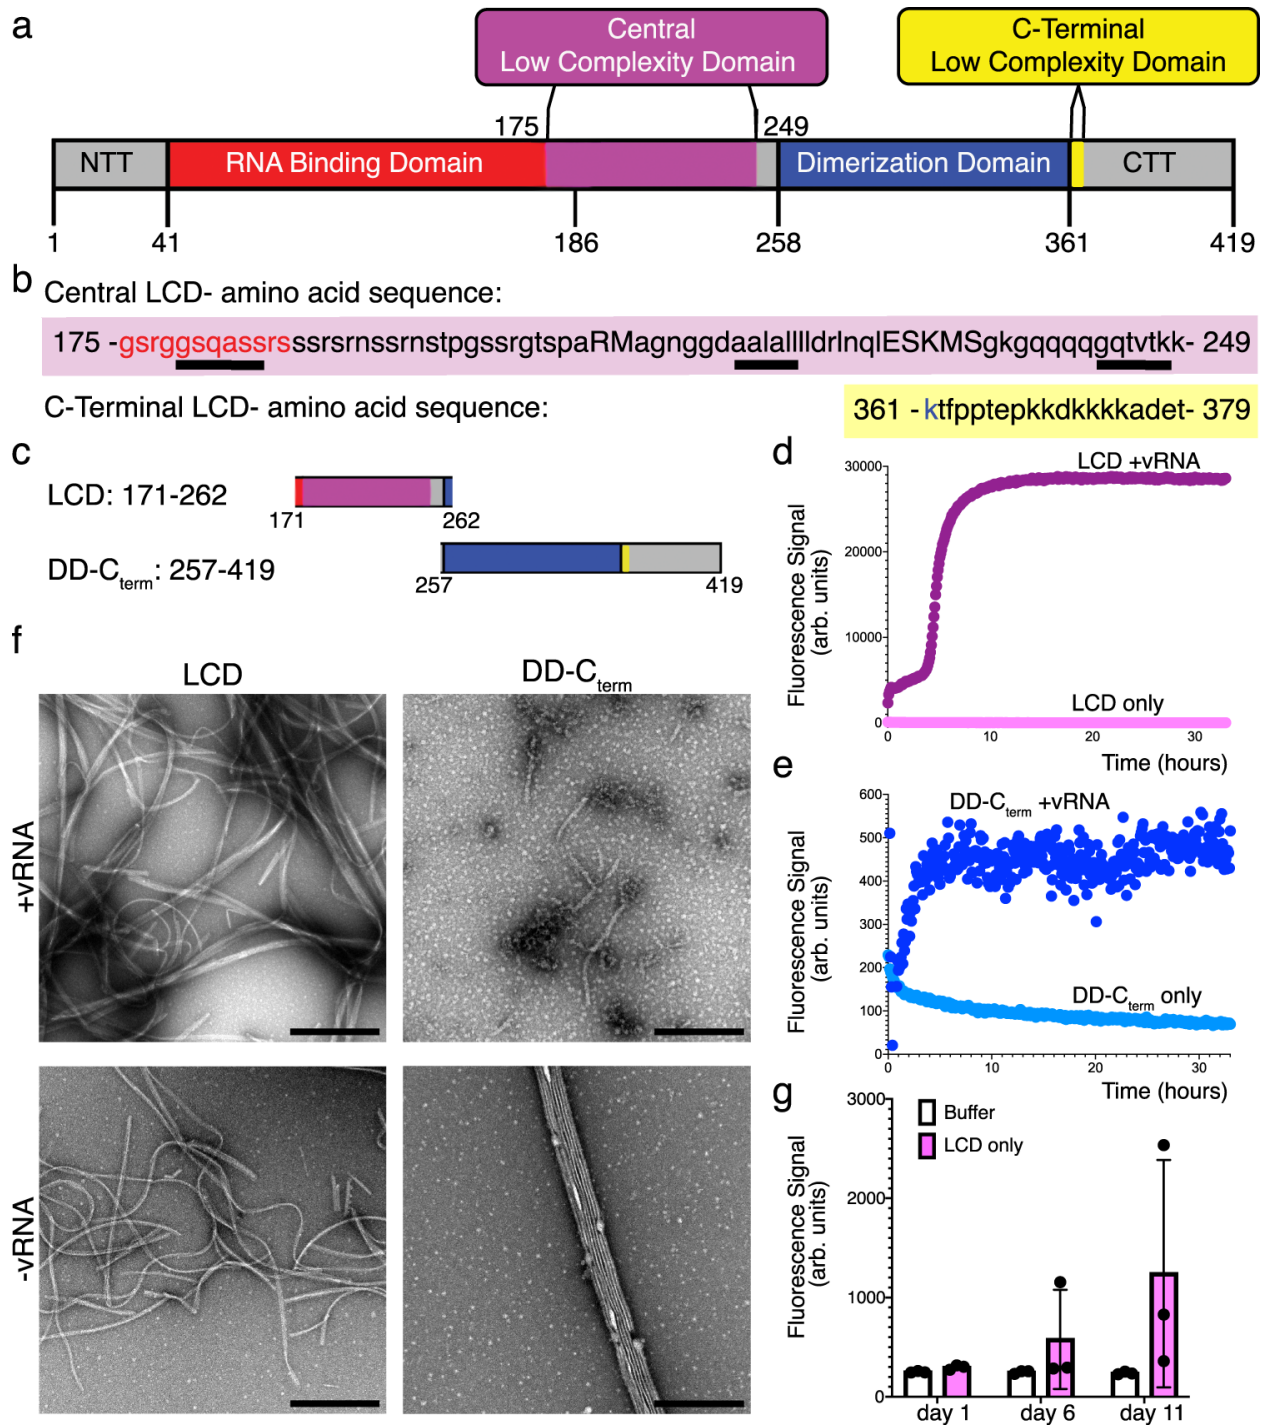 a
Central
Low Complexity Domain
C-Terminal
Low Complexity Domain
175
249
NTT
RNA Binding Domain
Dimerization Domain
CTT
1
41
186
258
361
419
b
Central LCD- amino acid sequence:
175 -gsrggsqassrsssrsrnssrnstpgssrgtspaRMagnggdaalallldrlnqlESKMSgkgqqqqgqtvtkk- 249
C-Terminal LCD- amino acid sequence:
361 - ktfpptepkkdkkkkadet- 379
c
LCD: 171-262
171
262
DD-Cterm: 257-419
257
419
d
Fluorescence Signal
(arb. units)
30000
20000
10000
0
LCD +vRNA
LCD only
0
10
20
30
Time (hours)
e
Fluorescence Signal
(arb. units)
600
500
400
300
200
100
0
DD-Cterm +vRNA
DD-Cterm only
0
10
20
30
Time (hours)
f
LCD
DD-Cterm
+vRNA
-vRNA
g
Fluorescence Signal
(arb. units)
3000
2000
1000
0
Buffer
LCD only
day 1
day 6
day 11